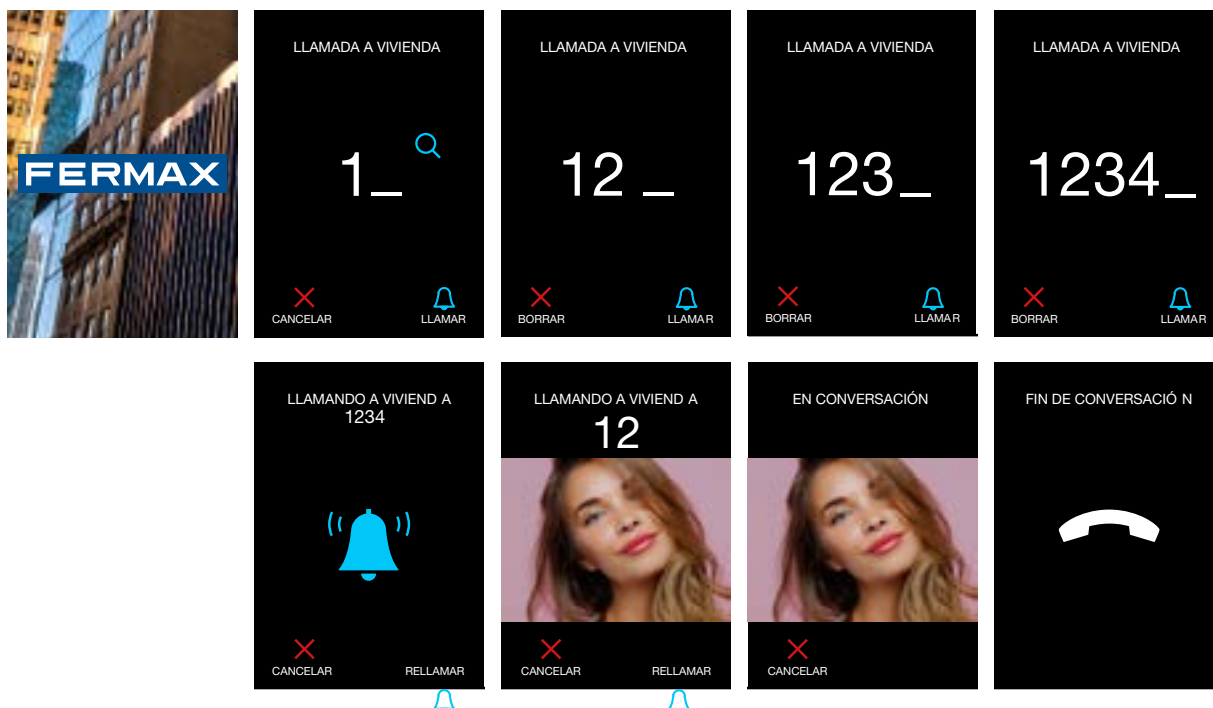 FERMAX
LLAMADA A VIVIENDA
1_
CANCELAR
LLAMAR
LLAMADA A VIVIENDA
12 _
BORRAR
LLAMAR
LLAMADA A VIVIENDA
123_
BORRAR
LLAMAR
LLAMADA A VIVIENDA
1234_
BORRAR
LLAMAR
LLAMANDO A VIVIEND A
1234
CANCELAR
RELLAMAR
LLAMANDO A VIVIEND A
12
CANCELAR
RELLAMAR
EN CONVERSACIÓN
CANCELAR
FIN DE CONVERSACIÓ N